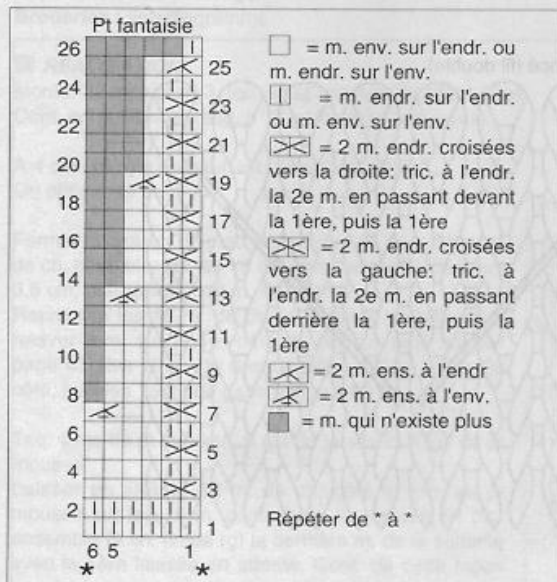 Pt fantaisie
26
25
24
23
22
21
20
19
18
17
16
15
14
13
12
11
10
9
8
7
6
5
4
3
2
1
6 5 1
* *
= m. env. sur l'endr. ou
m. endr. sur l'env.
= m. endr. sur l'endr.
ou m. env. sur l'env.
= 2 m. endr. croisées
vers la droite: tric. à l'endr.
la 2e m. en passant devant
la 1ère, puis la 1ère
= 2 m. endr. croisées
vers la gauche: tric. à
l'endr. la 2e m. en passant
derrière la 1ère, puis la
1ère
= 2 m. ens. à l'endr
= 2 m. ens. à l'env.
= m. qui n'existe plus
Répéter de * à *